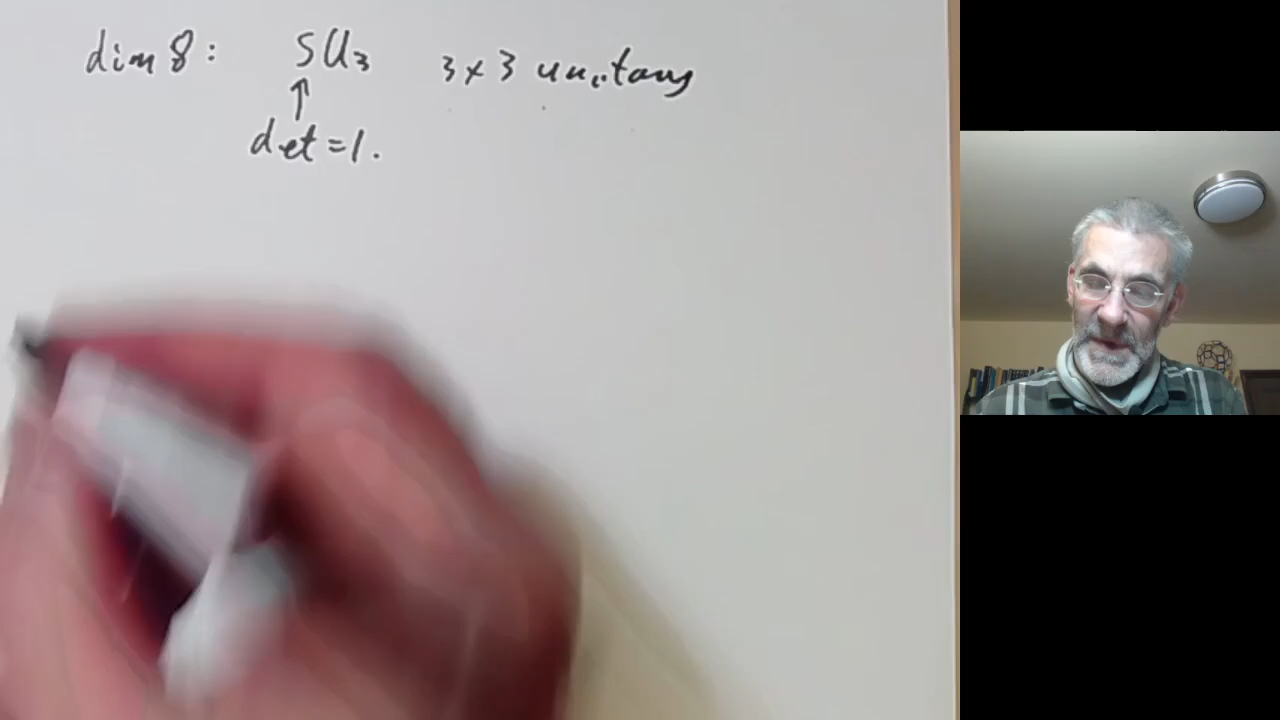 dim 8: SU₃ 3×3 unitary
↑
det = 1.